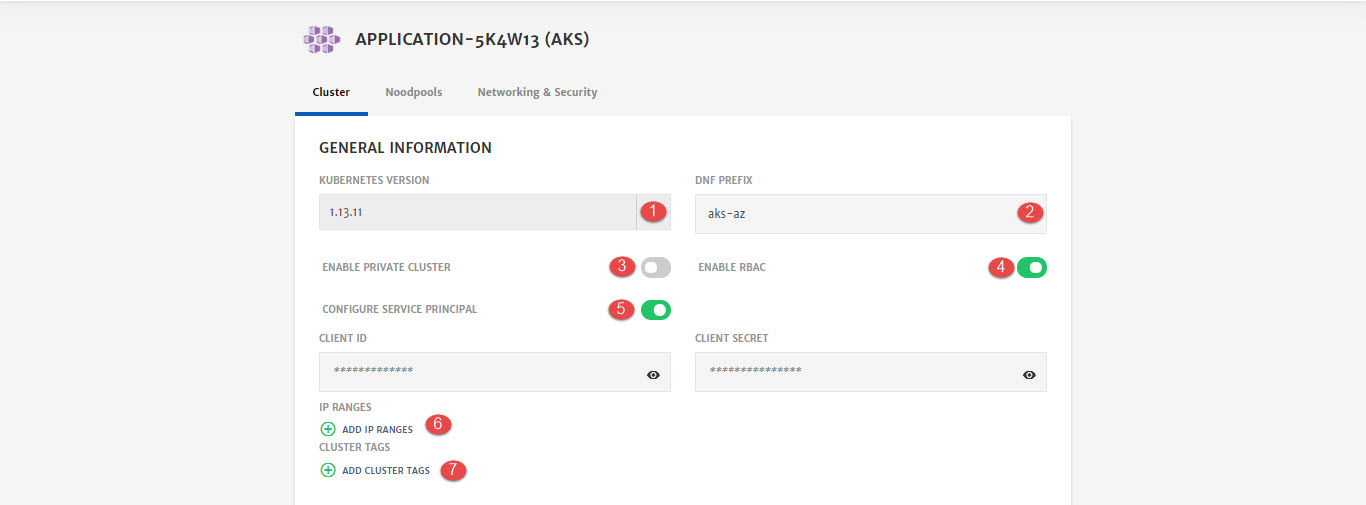 APPLICATION-5K4W13 (AKS)
Cluster Noodpools Networking & Security
GENERAL INFORMATION
KUBERNETES VERSION DNF PREFIX
1.13.11 1 aks-az 2
ENABLE PRIVATE CLUSTER 3 ENABLE RBAC 4
CONFIGURE SERVICE PRINCIPAL 5
CLIENT ID CLIENT SECRET
************* ***************
IP RANGES
ADD IP RANGES 6
CLUSTER TAGS
ADD CLUSTER TAGS 7